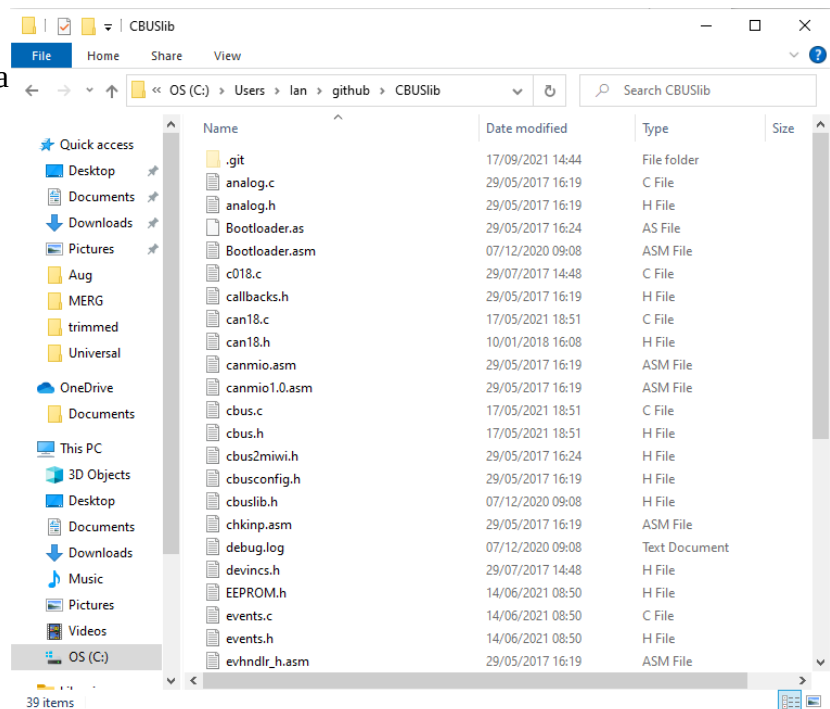 CBUSlib
File Home Share View
a
« OS (C:) > Users > Ian > github > CBUSlib Search CBUSlib
Name Date modified Type Size
Quick access
Desktop
Documents
Downloads
Pictures
Aug
MERG
trimmed
Universal
OneDrive
Documents
This PC
3D Objects
Desktop
Documents
Downloads
Music
Pictures
Videos
OS (C:)
.git 17/09/2021 14:44 File folder
analog.c 29/05/2017 16:19 C File
analog.h 29/05/2017 16:19 H File
Bootloader.as 29/05/2017 16:24 AS File
Bootloader.asm 07/12/2020 09:08 ASM File
c018.c 29/07/2017 14:48 C File
callbacks.h 29/05/2017 16:19 H File
can18.c 17/05/2021 18:51 C File
can18.h 10/01/2018 16:08 H File
canmio.asm 29/05/2017 16:19 ASM File
canmio1.0.asm 29/05/2017 16:19 ASM File
cbus.c 17/05/2021 18:51 C File
cbus.h 17/05/2021 18:51 H File
cbus2miwi.h 29/05/2017 16:24 H File
cbusconfig.h 29/05/2017 16:19 H File
cbuslib.h 07/12/2020 09:08 H File
chkinp.asm 29/05/2017 16:19 ASM File
debug.log 07/12/2020 09:08 Text Document
devincs.h 29/07/2017 14:48 H File
EEPROM.h 14/06/2021 08:50 H File
events.c 14/06/2021 08:50 C File
events.h 14/06/2021 08:50 H File
evhndlr_h.asm 29/05/2017 16:19 ASM File
39 items